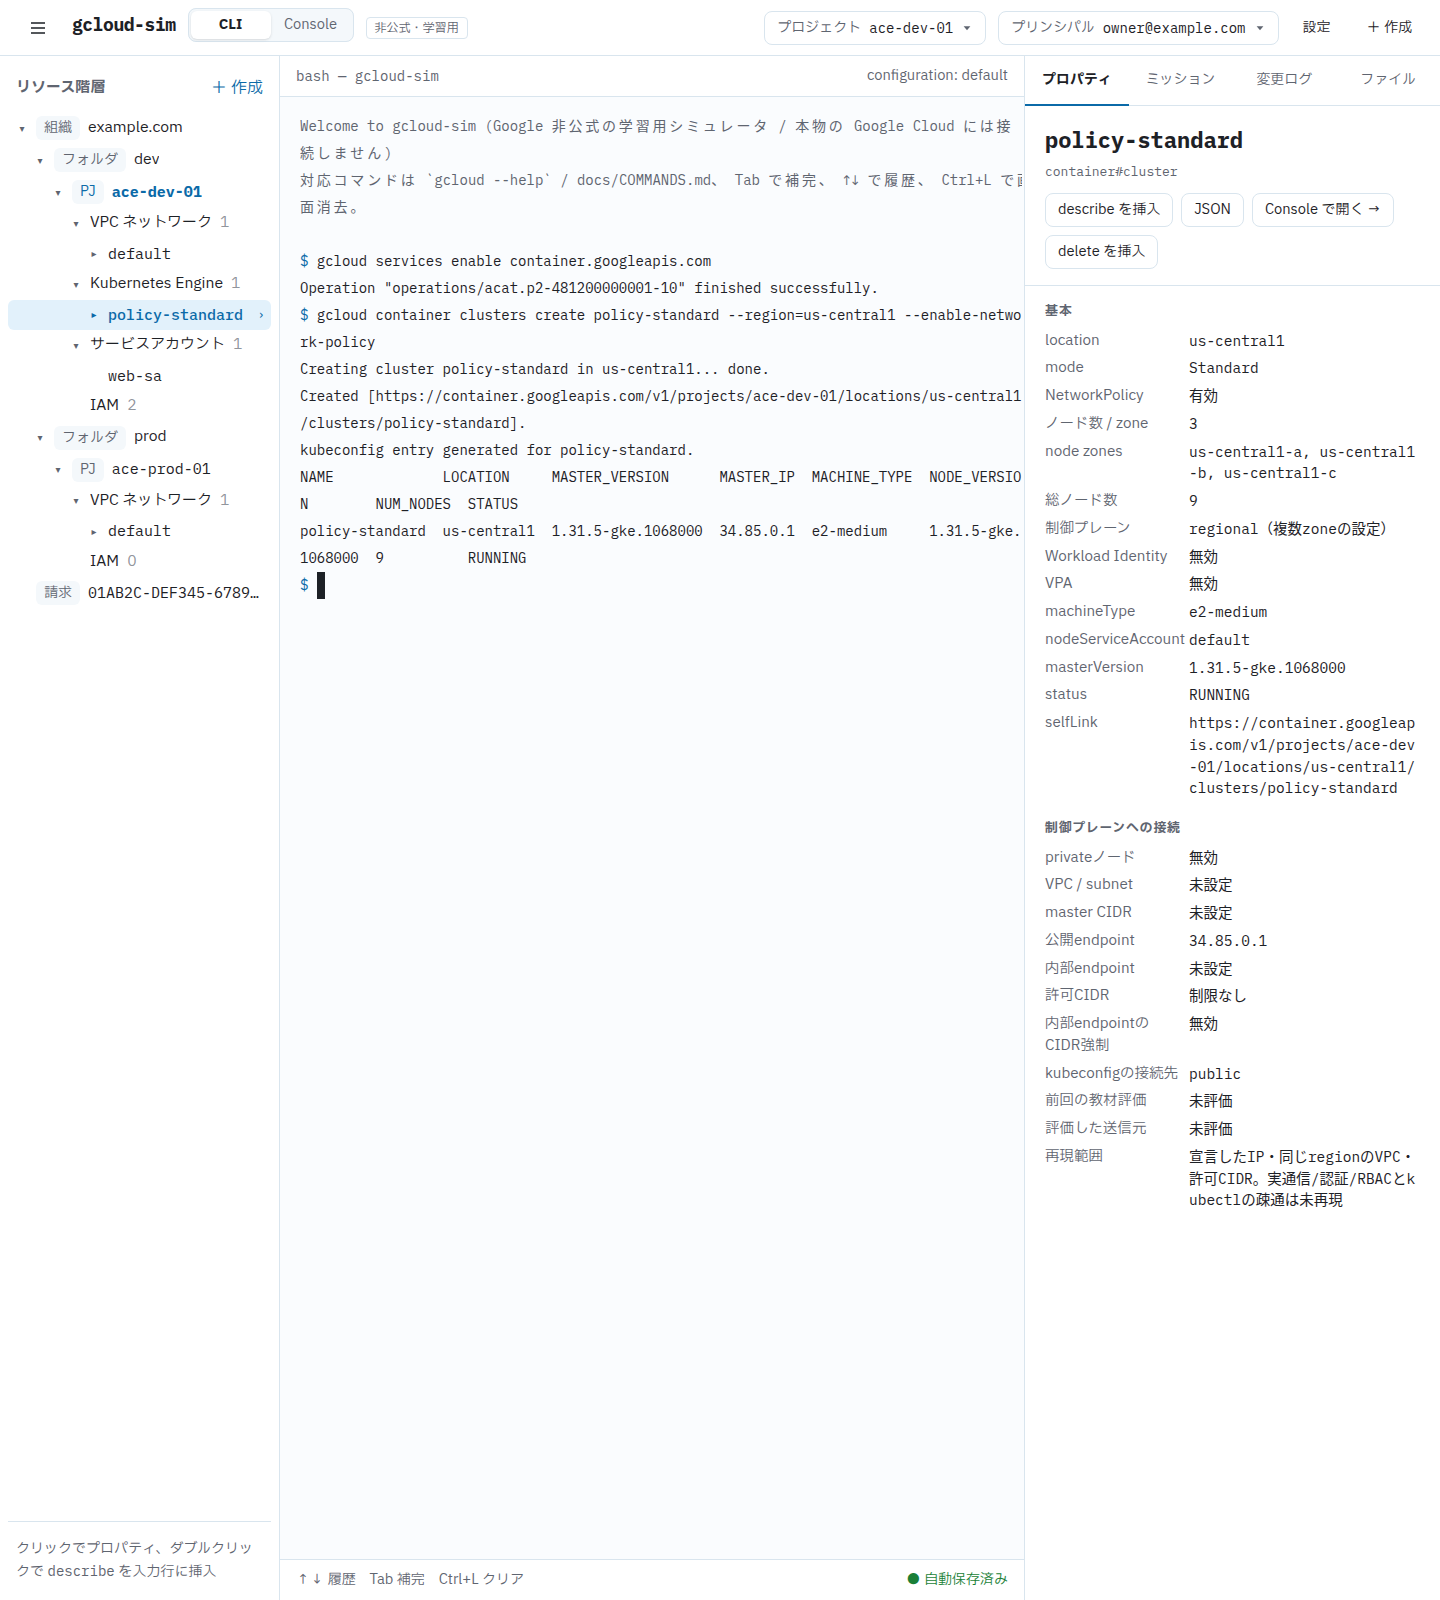 gcloud-sim CLI Console 非公式・学習用 プロジェクト ace-dev-01 ▾ プリンシパル owner@example.com ▾ 設定 ＋ 作成
リソース階層 ＋ 作成
▾ 組織 example.com
▾ フォルダ dev
▾ PJ ace-dev-01
▾ VPC ネットワーク 1
▸ default
▾ Kubernetes Engine 1
▸ policy-standard ›
▾ サービスアカウント 1
web-sa
IAM 2
▾ フォルダ prod
▾ PJ ace-prod-01
▾ VPC ネットワーク 1
▸ default
IAM 0
請求 01AB2C-DEF345-6789…
クリックでプロパティ、ダブルクリッ
クで describe を入力行に挿入
bash — gcloud-sim configuration: default
Welcome to gcloud-sim (Google 非公式の学習用シミュレータ / 本物の Google Cloud には接
続しません)
対応コマンドは `gcloud --help` / docs/COMMANDS.md、 Tab で補完、 ↑↓ で履歴、 Ctrl+L で画
面消去。
$ gcloud services enable container.googleapis.com
Operation "operations/acat.p2-481200000001-10" finished successfully.
$ gcloud container clusters create policy-standard --region=us-central1 --enable-netwo
rk-policy
Creating cluster policy-standard in us-central1... done.
Created [https://container.googleapis.com/v1/projects/ace-dev-01/locations/us-central1
/clusters/policy-standard].
kubeconfig entry generated for policy-standard.
NAME LOCATION MASTER_VERSION MASTER_IP MACHINE_TYPE NODE_VERSIO
N NUM_NODES STATUS
policy-standard us-central1 1.31.5-gke.1068000 34.85.0.1 e2-medium 1.31.5-gke.
1068000 9 RUNNING
$
↑ ↓ 履歴 Tab 補完 Ctrl+L クリア ● 自動保存済み
プロパティ ミッション 変更ログ ファイル
policy-standard
container#cluster
describe を挿入 JSON Console で開く →
delete を挿入
基本
location us-central1
mode Standard
NetworkPolicy 有効
ノード数 / zone 3
node zones us-central1-a, us-central1
-b, us-central1-c
総ノード数 9
制御プレーン regional（複数zoneの設定）
Workload Identity 無効
VPA 無効
machineType e2-medium
nodeServiceAccount default
masterVersion 1.31.5-gke.1068000
status RUNNING
selfLink https://container.googleap
is.com/v1/projects/ace-dev
-01/locations/us-central1/
clusters/policy-standard
制御プレーンへの接続
privateノード 無効
VPC / subnet 未設定
master CIDR 未設定
公開endpoint 34.85.0.1
内部endpoint 未設定
許可CIDR 制限なし
内部endpointの 無効
CIDR強制
kubeconfigの接続先 public
前回の教材評価 未評価
評価した送信元 未評価
再現範囲 宣言したIP・同じregionのVPC・
許可CIDR。実通信/認証/RBACとk
ubectlの疎通は未再現